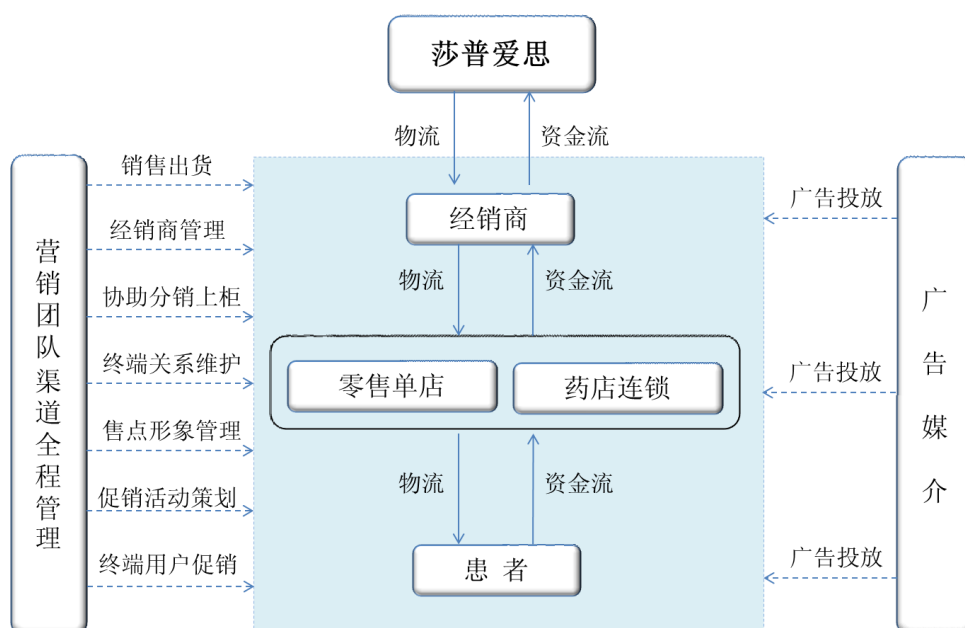 莎普爱思
物流
资金流
销售出货
经销商管理
协助分销上柜
终端关系维护
售点形象管理
促销活动策划
终端用户促销
营销团队渠道全程管理
经销商
物流
资金流
零售单店
药店连锁
物流
资金流
患者
广告投放
广告投放
广告投放
广告媒介